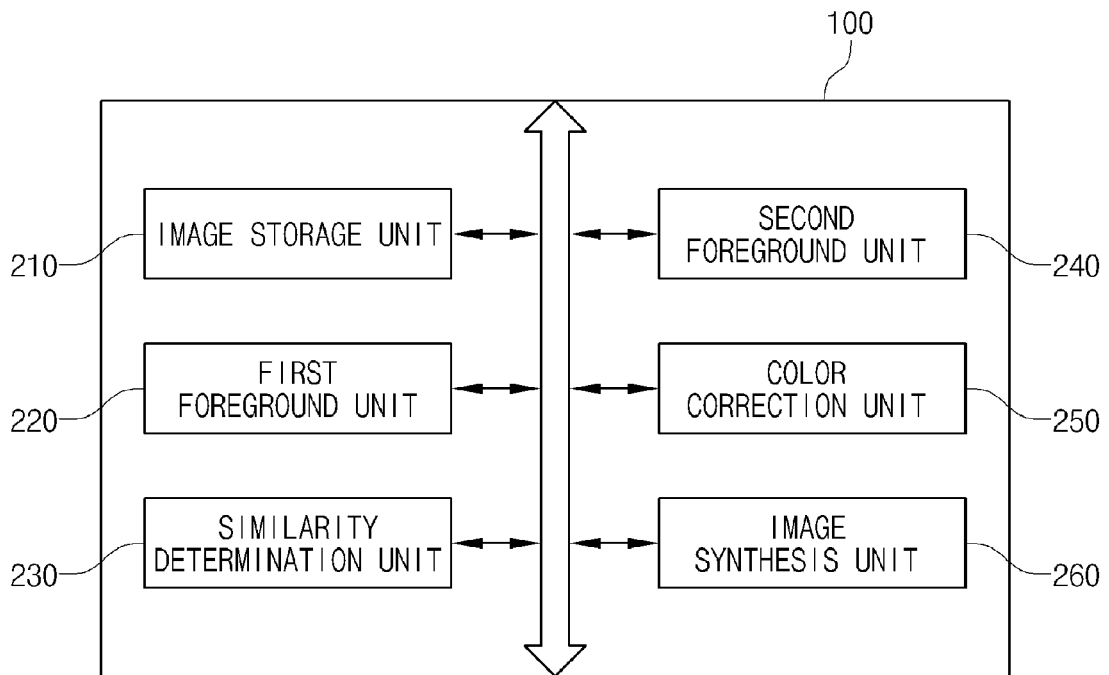 100
IMAGE STORAGE UNIT
210
SECOND
FOREGROUND UNIT
240
FIRST
FOREGROUND UNIT
220
COLOR
CORRECTION UNIT
250
SIMILARITY
DETERMINATION UNIT
230
IMAGE
SYNTHESIS UNIT
260